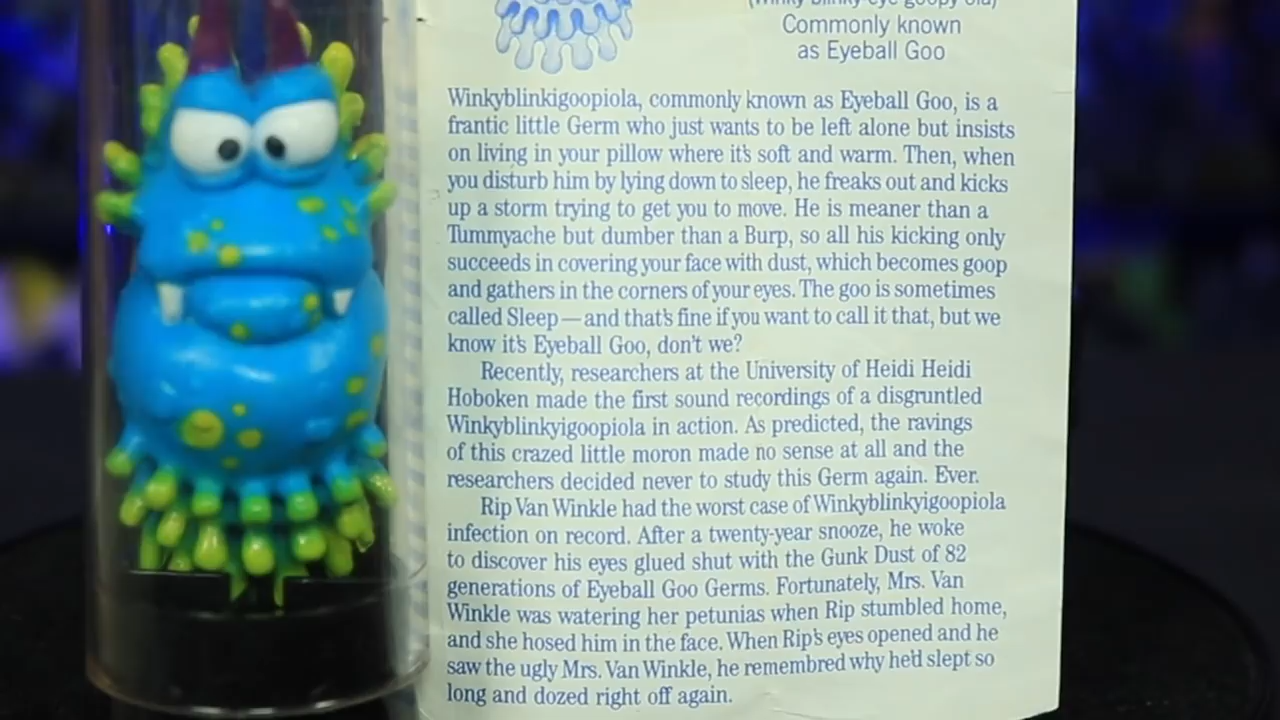 (Winky-blinky-eye-goopy-ola)
Commonly known
as Eyeball Goo
Winkyblinkigoopiola, commonly known as Eyeball Goo, is a
frantic little Germ who just wants to be left alone but insists
on living in your pillow where it's soft and warm. Then, when
you disturb him by lying down to sleep, he freaks out and kicks
up a storm trying to get you to move. He is meaner than a
Tummyache but dumber than a Burp, so all his kicking only
succeeds in covering your face with dust, which becomes goop
and gathers in the corners of your eyes. The goo is sometimes
called Sleep—and that's fine if you want to call it that, but we
know it's Eyeball Goo, don't we?
Recently, researchers at the University of Heidi Heidi
Hoboken made the first sound recordings of a disgruntled
Winkyblinkyigoopiola in action. As predicted, the ravings
of this crazed little moron made no sense at all and the
researchers decided never to study this Germ again. Ever.
Rip Van Winkle had the worst case of Winkyblinkyigoopiola
infection on record. After a twenty-year snooze, he woke
to discover his eyes glued shut with the Gunk Dust of 82
generations of Eyeball Goo Germs. Fortunately, Mrs. Van
Winkle was watering her petunias when Rip stumbled home,
and she hosed him in the face. When Rip's eyes opened and he
saw the ugly Mrs. Van Winkle, he remembred why he'd slept so
long and dozed right off again.